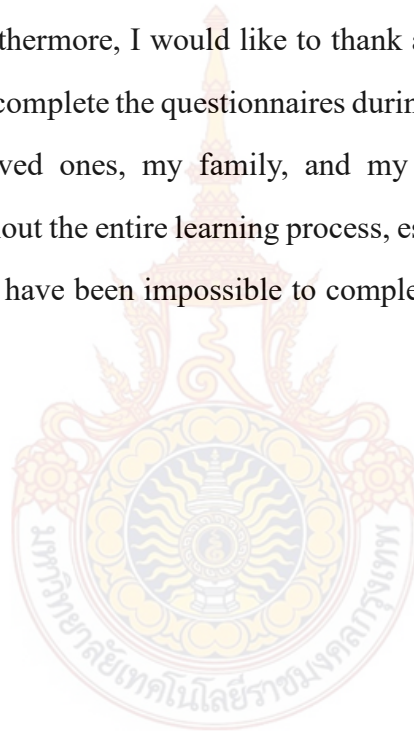 thermore, I would like to thank a
complete the questionnaires durin
ved ones, my family, and my
out the entire learning process, es
have been impossible to comple
มหาวิทยาลัยเทคโนโลยีราชมงคลกรุงเทพ